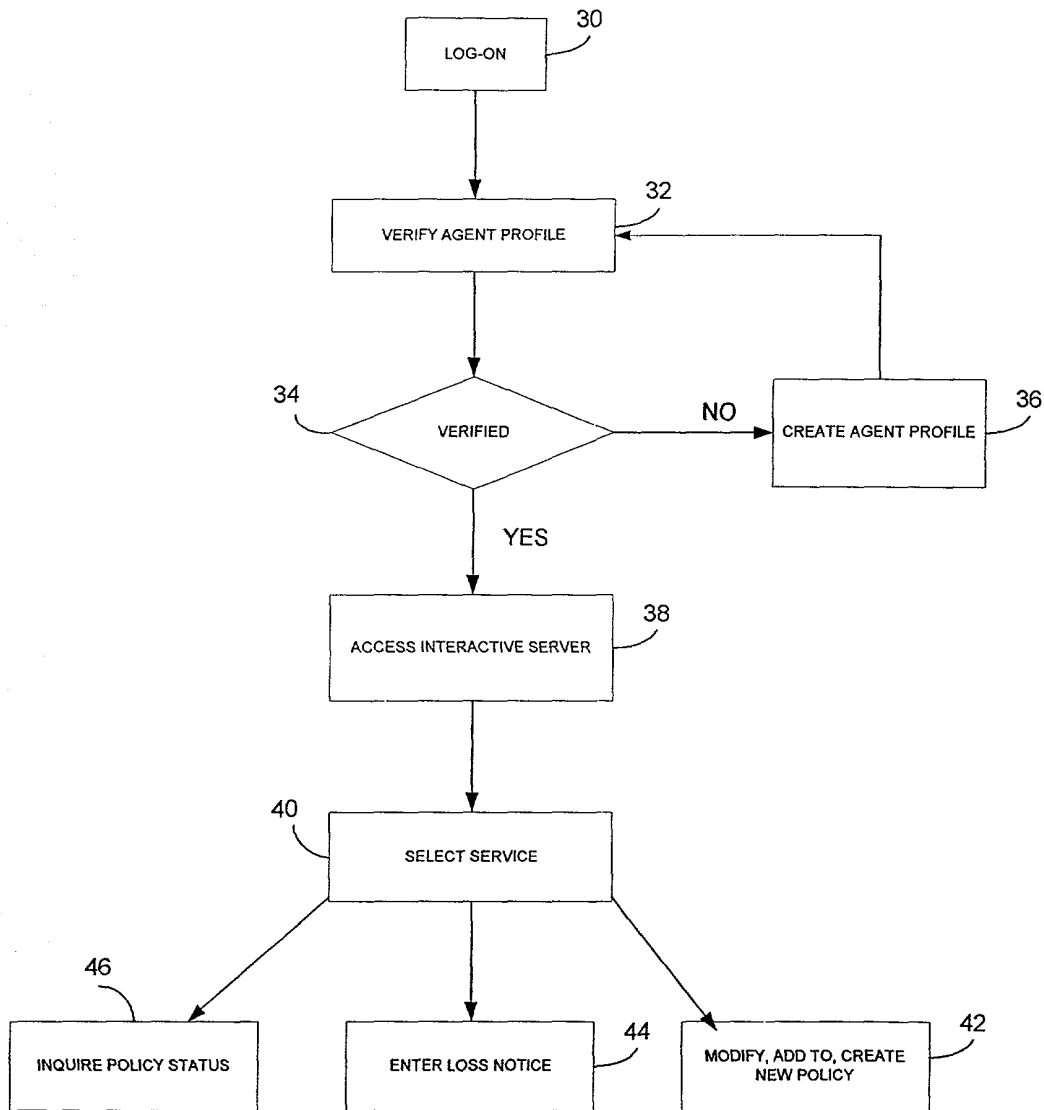 30
LOG-ON
32
VERIFY AGENT PROFILE
34
VERIFIED
NO
36
CREATE AGENT PROFILE
YES
38
ACCESS INTERACTIVE SERVER
40
SELECT SERVICE
46
INQUIRE POLICY STATUS
44
ENTER LOSS NOTICE
42
MODIFY, ADD TO, CREATE
NEW POLICY